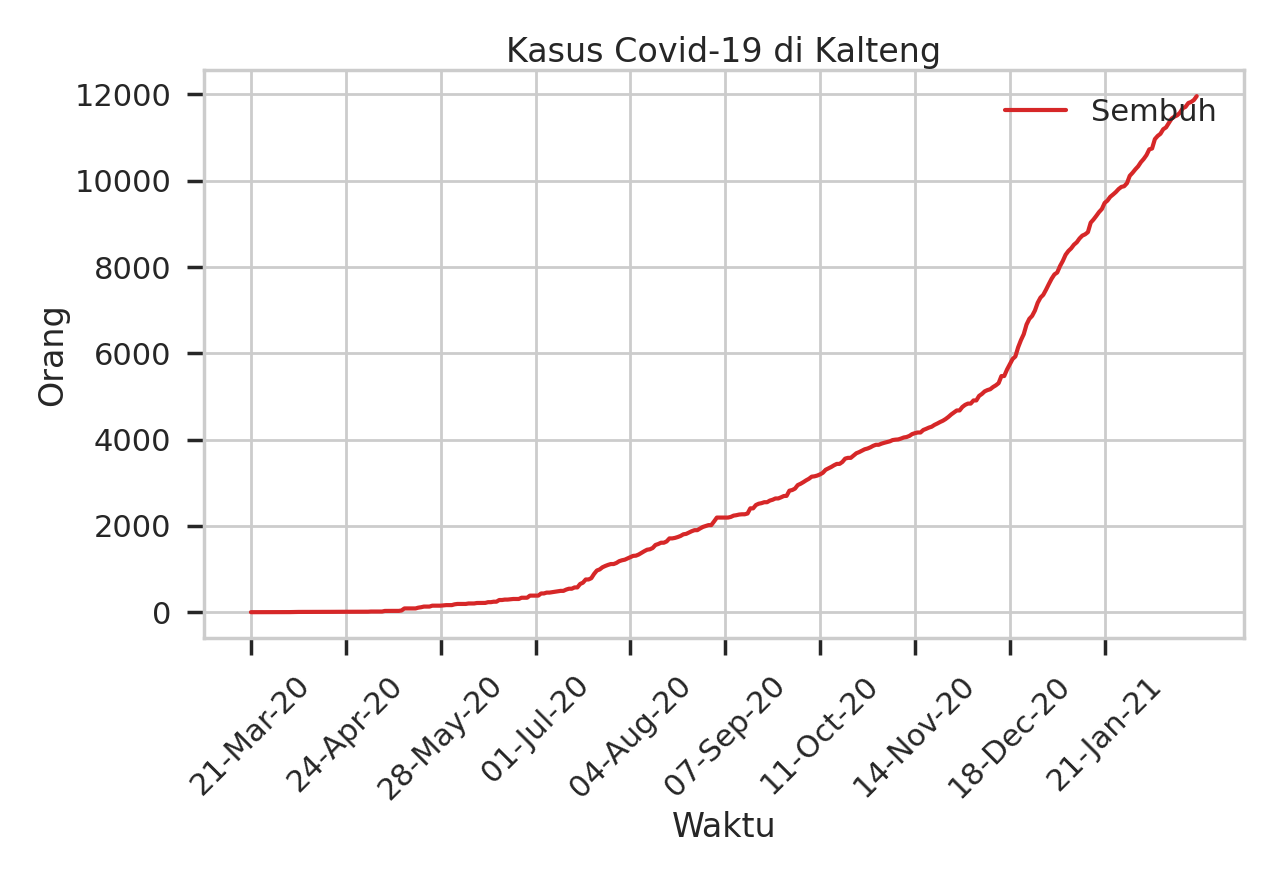 Kasus Covid-19 di Kalteng
Sembuh
12000
10000
8000
6000
4000
2000
0
Orang
21-Mar-20
24-Apr-20
28-May-20
01-Jul-20
04-Aug-20
07-Sep-20
11-Oct-20
14-Nov-20
18-Dec-20
21-Jan-21
Waktu